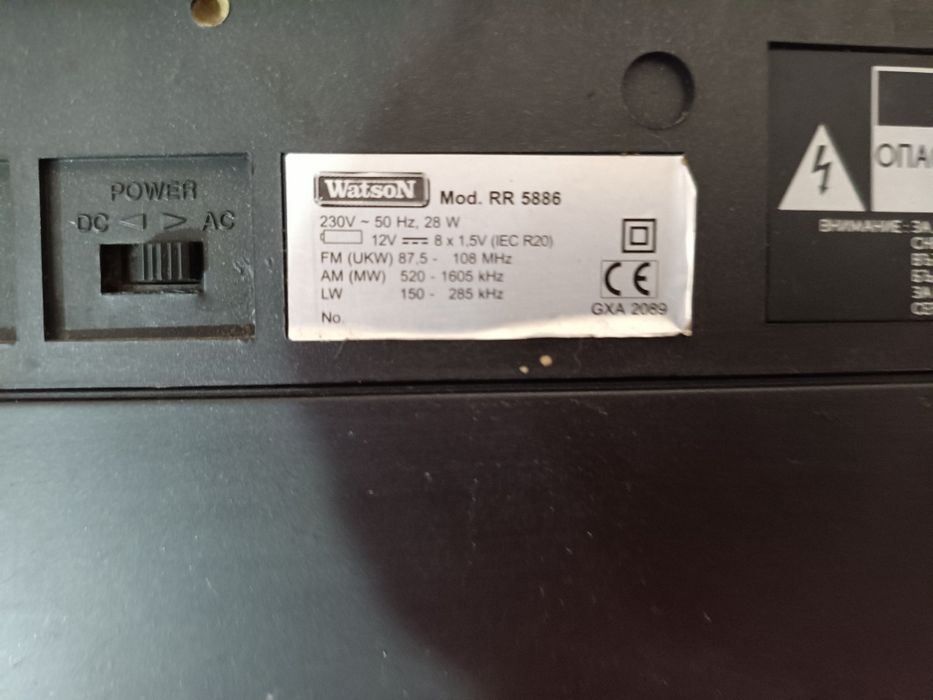 POWER
DC ◁ ▷ AC
WatsoN
Mod. RR 5886
230V ~ 50 Hz, 28 W
12V ⎓ 8 x 1,5V (IEC R20)
FM (UKW) 87,5 - 108 MHz
AM (MW) 520 - 1605 kHz
LW 150 - 285 kHz
No.
CE
GXA 2069
ВНИМАНИЕ: ЗА